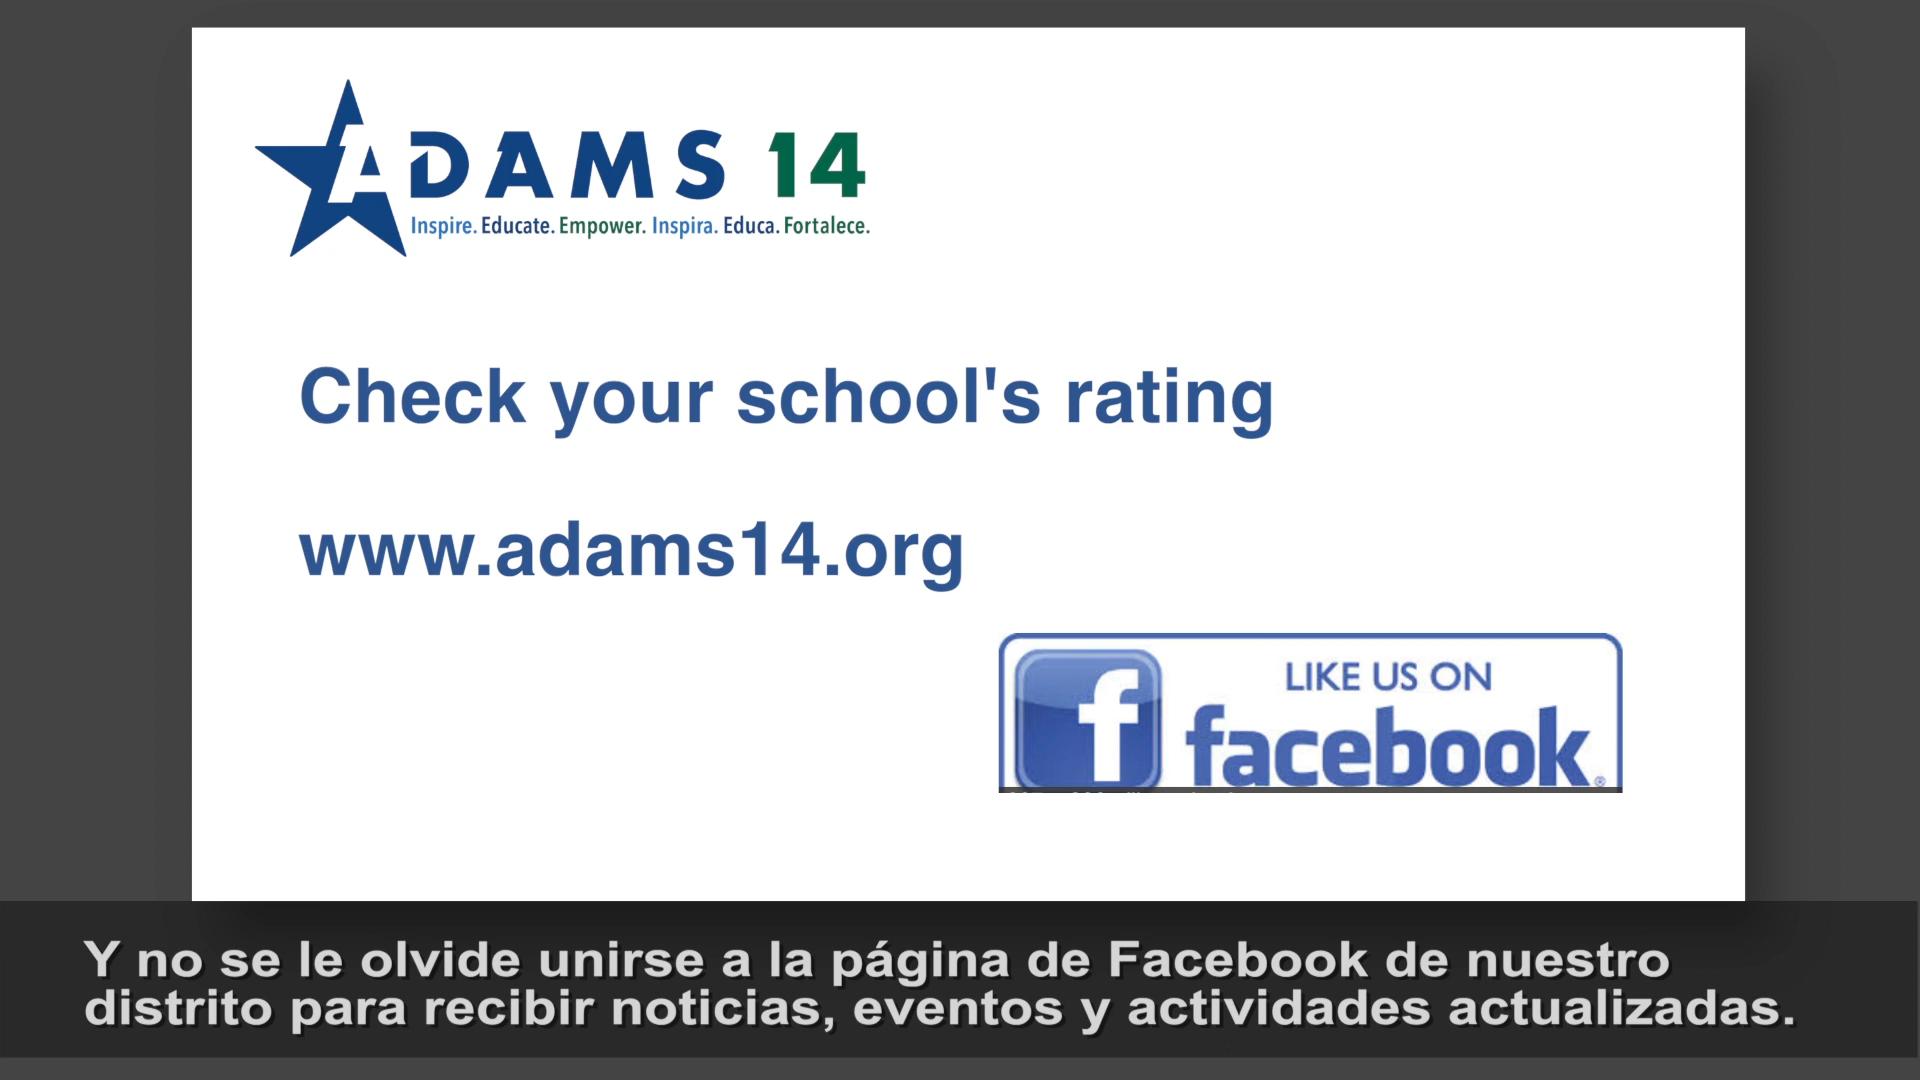 ADAMS 14
Inspire. Educate. Empower. Inspira. Educa. Fortalece.
Check your school's rating
www.adams14.org
f
LIKE US ON
facebook®
Y no se le olvide unirse a la página de Facebook de nuestro
distrito para recibir noticias, eventos y actividades actualizadas.